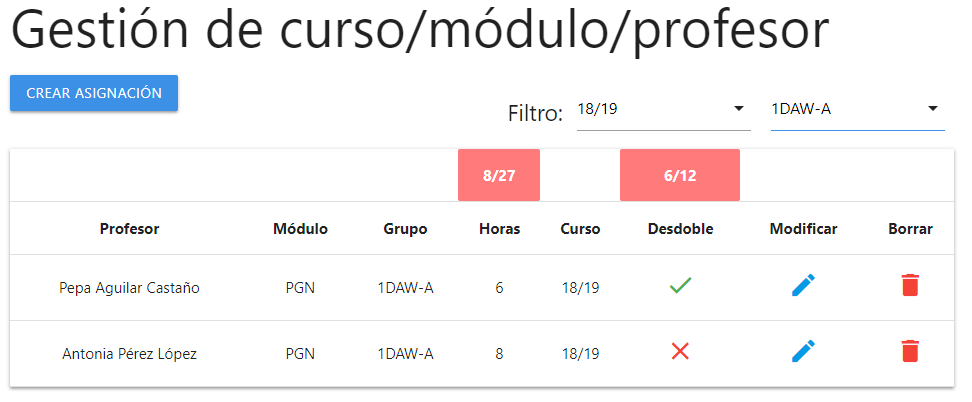 Gestión de curso/módulo/profesor
CREAR ASIGNACIÓN
Filtro: 18/19 1DAW-A
8/27 6/12
Profesor Módulo Grupo Horas Curso Desdoble Modificar Borrar
Pepa Aguilar Castaño PGN 1DAW-A 6 18/19
Antonia Pérez López PGN 1DAW-A 8 18/19